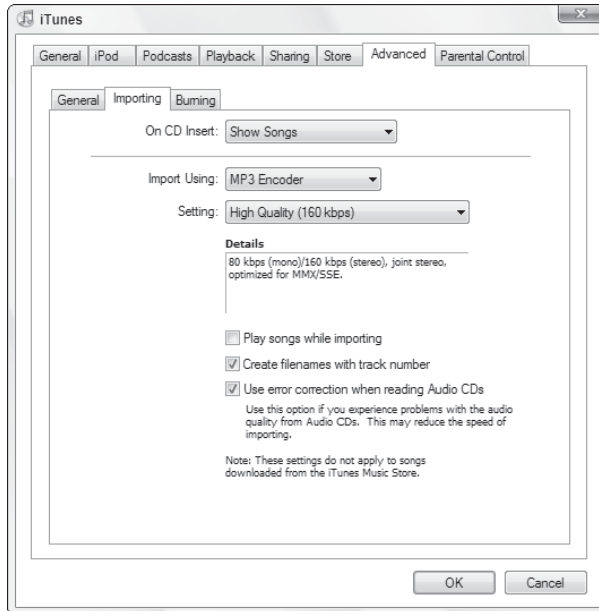 iTunes
General iPod Podcasts Playback Sharing Store Advanced Parental Control
General Importing Burning
On CD Insert: Show Songs
Import Using: MP3 Encoder
Setting: High Quality (160 kbps)
Details
80 kbps (mono)/160 kbps (stereo), joint stereo,
optimized for MMX/SSE.
Play songs while importing
Create filenames with track number
Use error correction when reading Audio CDs
Use this option if you experience problems with the audio
quality from Audio CDs. This may reduce the speed of
importing.
Note: These settings do not apply to songs
downloaded from the iTunes Music Store.
OK Cancel